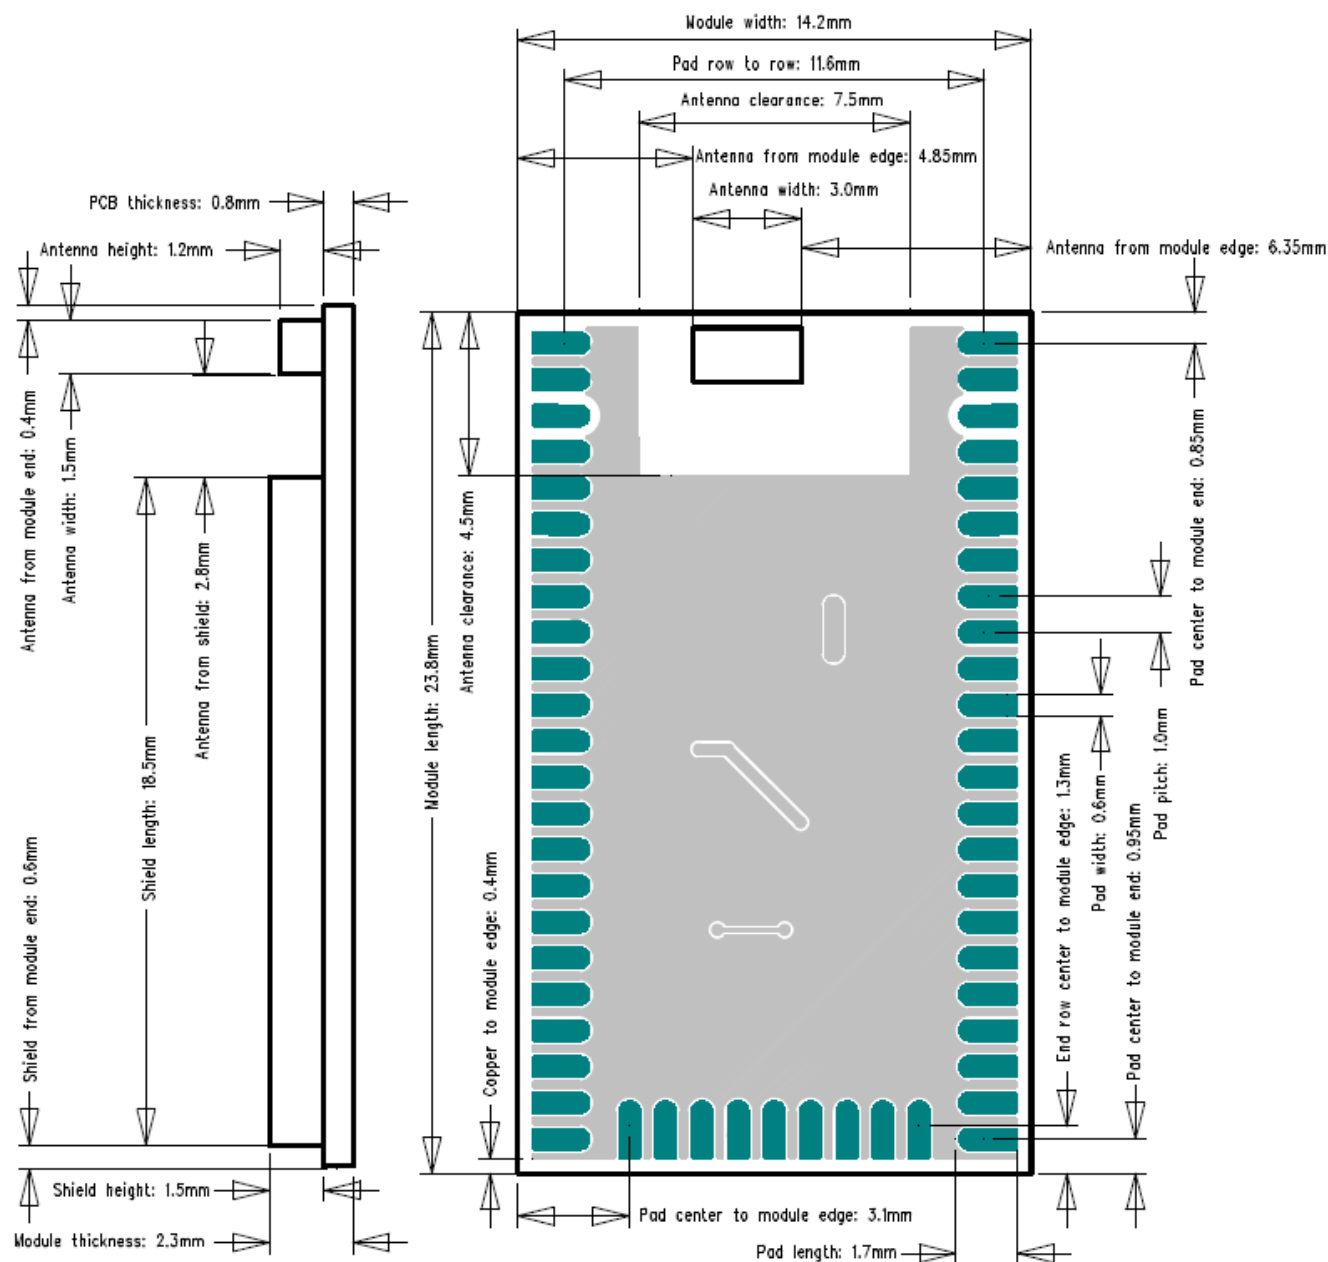 Module width: 14.2mm
Pad row to row: 11.6mm
Antenna clearance: 7.5mm
Antenna from module edge: 4.85mm
Antenna width: 3.0mm
Antenna from module edge: 6.35mm
PCB thickness: 0.8mm
Antenna height: 1.2mm
Antenna from module end: 0.4mm
Antenna width: 1.5mm
Antenna from shield: 2.8mm
Shield length: 18.5mm
Shield from module end: 0.6mm
Shield height: 1.5mm
Module thickness: 2.3mm
Module length: 23.8mm
Antenna clearance: 4.5mm
Copper to module edge: 0.4mm
Pad center to module end: 0.85mm
Pad pitch: 1.0mm
Pad width: 0.6mm
End row center to module edge: 1.3mm
Pad center to module end: 0.95mm
Pad center to module edge: 3.1mm
Pad length: 1.7mm